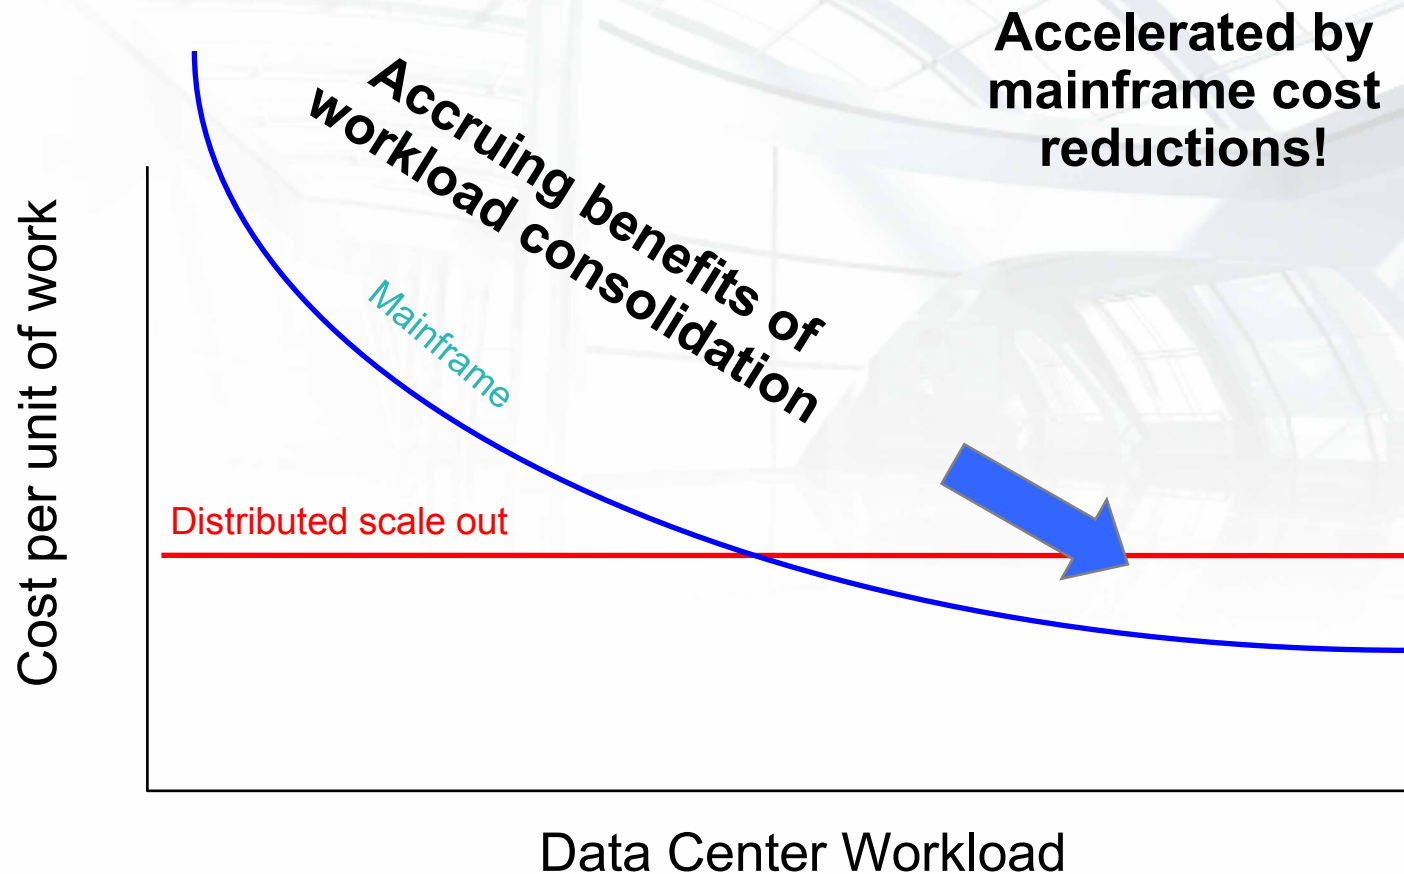 Accelerated by
mainframe cost
reductions!
Accruing benefits of
workload consolidation
Mainframe
Distributed scale out
Cost per unit of work
Data Center Workload